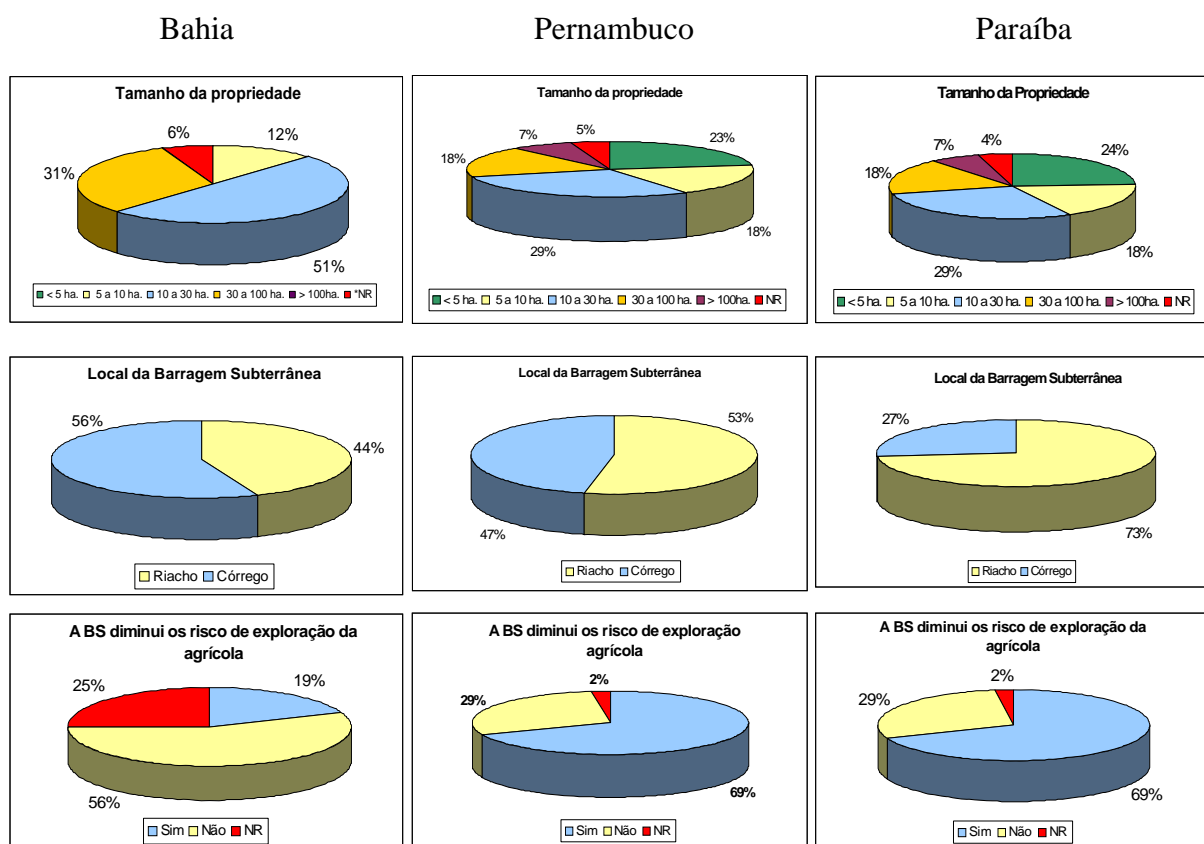 Bahia
Pernambuco
Paraíba
Tamanho da propriedade
6%
12%
31%
51%
< 5 ha. 5 a 10 ha. 10 a 30 ha. 30 a 100 ha. > 100 ha. *NR
Tamanho da propriedade
7%
5%
23%
18%
29%
18%
< 5 ha. 5 a 10 ha. 10 a 30 ha. 30 a 100 ha. > 100ha. NR
Tamanho da Propriedade
7%
4%
24%
18%
29%
18%
< 5 ha. 5 a 10 ha. 10 a 30 ha. 30 a 100 ha. > 100ha. NR
Local da Barragem Subterrânea
56%
44%
Riacho Córrego
Local da Barragem Subterrânea
53%
47%
Riacho Córrego
Local da Barragem Subterrânea
27%
73%
Riacho Córrego
A BS diminui os risco de exploração da
agrícola
25%
19%
56%
Sim Não NR
A BS diminui os risco de exploração
agrícola
2%
29%
69%
Sim Não NR
A BS diminui os risco de exploração da
agrícola
2%
29%
69%
Sim Não NR